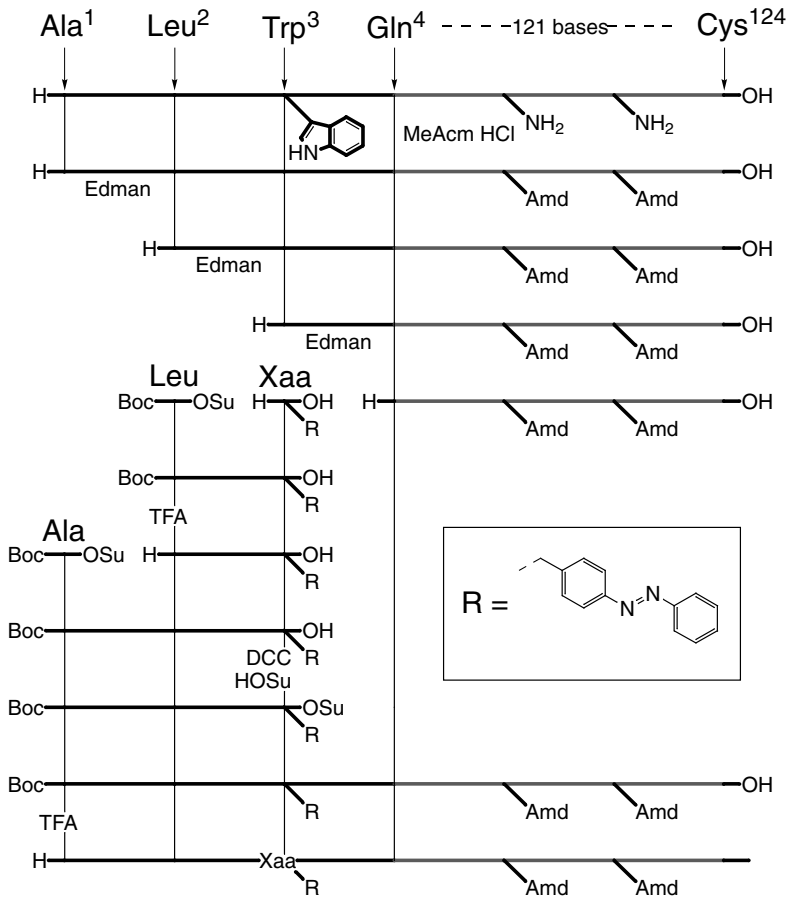 Ala1 Leu2 Trp3 Gln4 121 bases Cys124
H OH
HN NH2 NH2
MeAcm HCl
H OH
Edman Amd Amd
H OH
Edman Amd Amd
H OH
Edman Amd Amd
Leu Xaa
Boc OSu H OH H OH
R Amd Amd
Boc OH
R
TFA
Ala
Boc OSu H OH
R
R = N N
Boc OH
DCC R
HOSu
Boc OSu
R
Boc OH
R Amd Amd
TFA
H Xaa
R Amd Amd